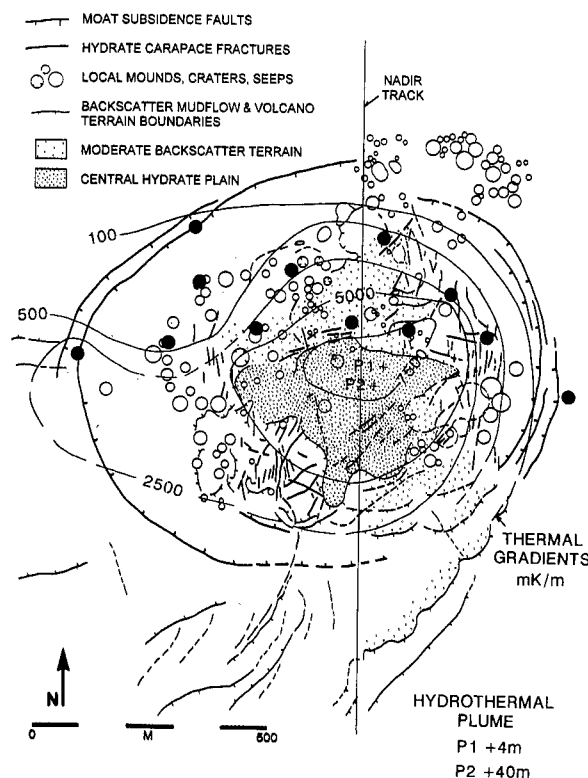 MOAT SUBSIDENCE FAULTS
HYDRATE CARAPACE FRACTURES
LOCAL MOUNDS, CRATERS, SEEPS
BACKSCATTER MUDFLOW & VOLCANO
TERRAIN BOUNDARIES
MODERATE BACKSCATTER TERRAIN
CENTRAL HYDRATE PLAIN
NADIR
TRACK
100
500
5000
P1+
P2+
2500
THERMAL
GRADIENTS
mK/m
N
0 M 500
HYDROTHERMAL
PLUME
P1 +4m
P2 +40m